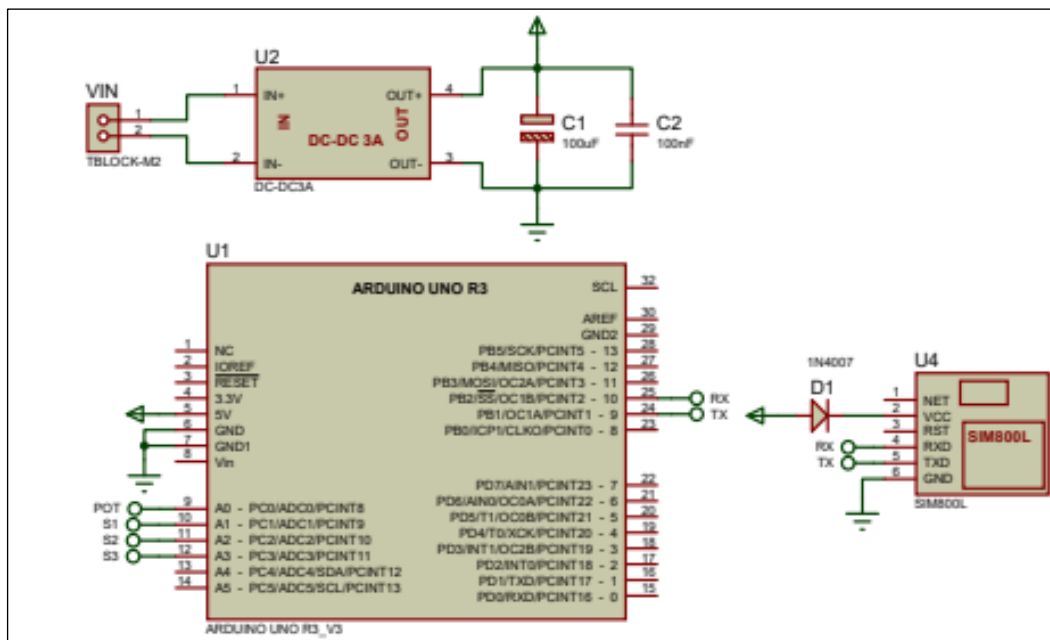 U2
VIN
1
2
TBLOCK-M2
1
IN+
IN
2
IN-
DC-DC 3A
OUT
OUT+
4
OUT-
3
DC-DC3A
C1
100uF
C2
100nF
U1
ARDUINO UNO R3
1 NC
2 IOREF
3 RESET
4 3.3V
5 5V
6 GND
7 GND1
8 Vin
POT 9 A0 - PC0/ADC0/PCINT8
S1 10 A1 - PC1/ADC1/PCINT9
S2 11 A2 - PC2/ADC2/PCINT10
S3 12 A3 - PC3/ADC3/PCINT11
13 A4 - PC4/ADC4/SDA/PCINT12
14 A5 - PC5/ADC5/SCL/PCINT13
SCL 32
AREF 30
GND2 29
PB5/SCK/PCINT5 - 13 28
PB4/MISO/PCINT4 - 12 27
PB3/MOSI/OC2A/PCINT3 - 11 26
PB2/SS/OC1B/PCINT2 - 10 25 RX
PB1/OC1A/PCINT1 - 9 24 TX
PB0/ICP1/CLKO/PCINT0 - 8 23
PD7/AIN1/PCINT23 - 7 22
PD6/AIN0/OC0A/PCINT22 - 6 21
PD5/T1/OC0B/PCINT21 - 5 20
PD4/T0/XCK/PCINT20 - 4 19
PD3/INT1/OC2B/PCINT19 - 3 18
PD2/INT0/PCINT18 - 2 17
PD1/TXD/PCINT17 - 1 16
PD0/RXD/PCINT16 - 0 15
ARDUINO UNO R3_V3
1N4007
D1
U4
1 NET
2 VCC
3 RST
RX 4 RXD
TX 5 TXD
6 GND
SIM800L
SIM800L